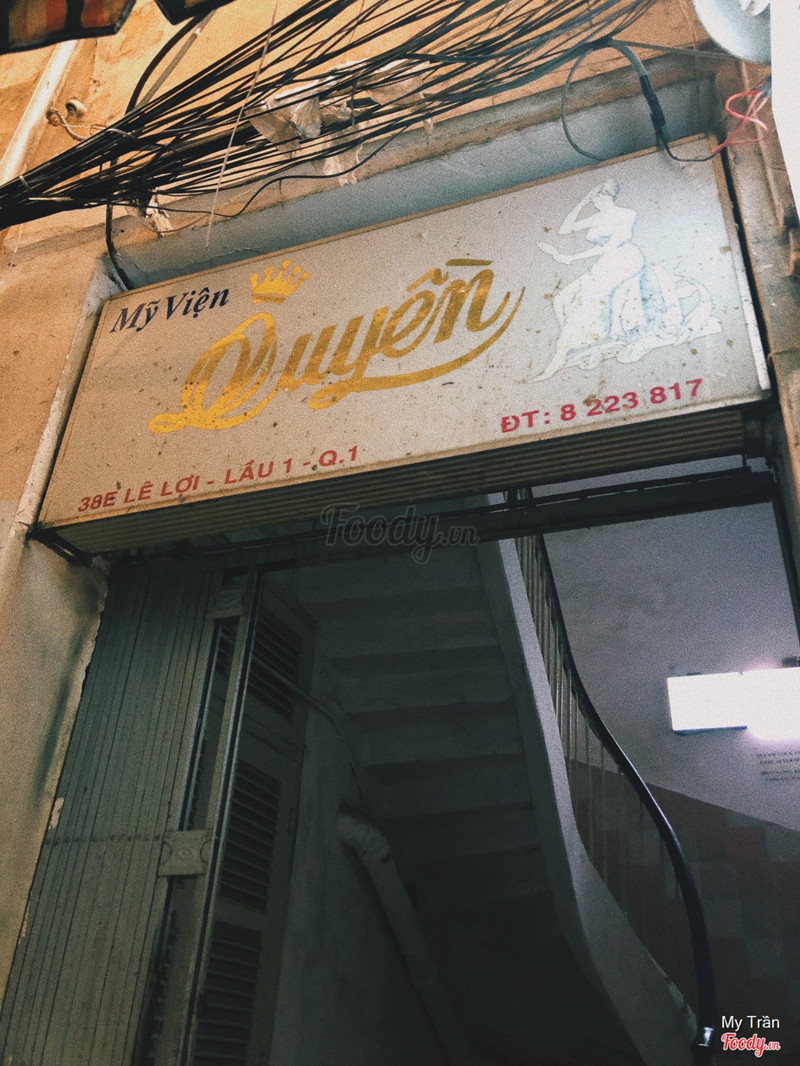 Mỹ Viện
Quyên
38E LÊ LỢI - LẦU 1 - Q.1
ĐT: 8 223 817
Foody.vn
My Trần
Foody.vn